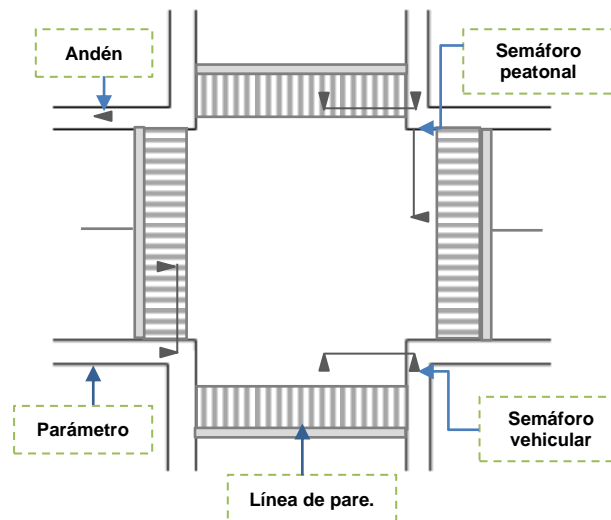 Andén
Semáforo
peatonal
Parámetro
Semáforo
vehicular
Línea de pare.